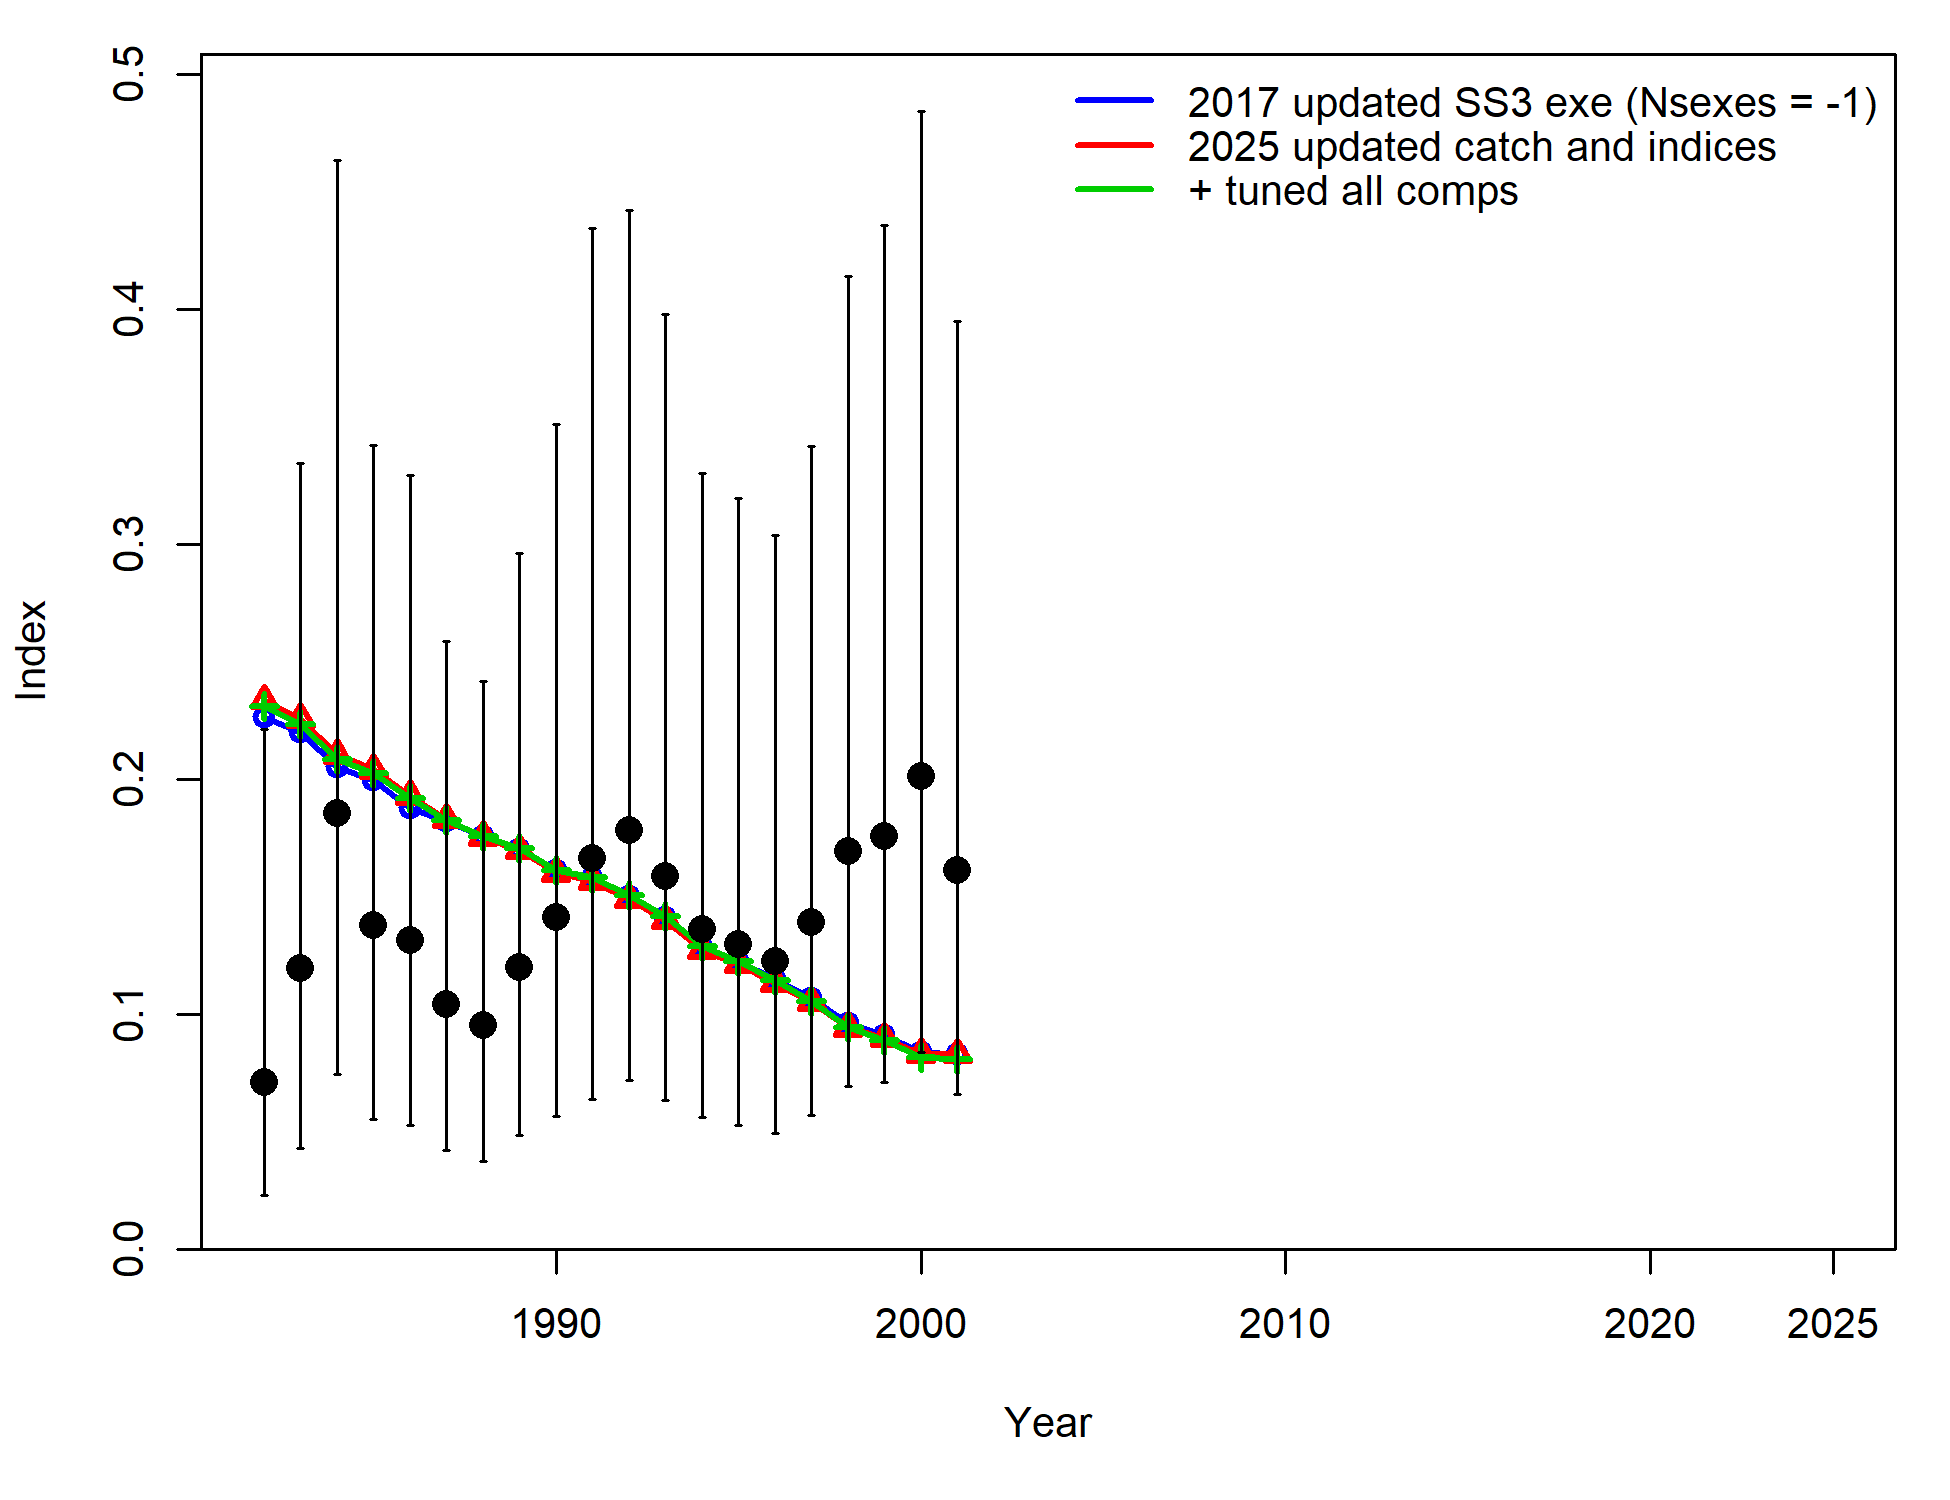 0.5
0.4
0.3
0.2
0.1
0.0
Index
2017 updated SS3 exe (Nsexes = -1)
2025 updated catch and indices
+ tuned all comps
1990 2000 2010 2020 2025
Year